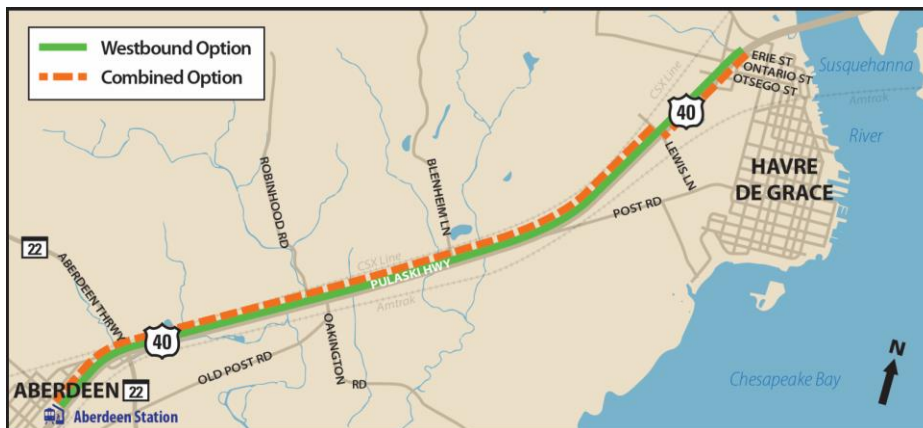 Westbound Option
Combined Option
ERIE ST
ONTARIO ST
OTSEGO ST
Susquehanna
River
CSX Line
Amtrak
40
HAVRE
DE GRACE
LEWIS LN
POST RD
BLENHEIM LN
ROBINHOOD RD
22
ABERDEEN THRWY
CSX Line
PULASKI HWY
Amtrak
40
OLD POST RD
OAKINGTON
RD
ABERDEEN
22
Aberdeen Station
Chesapeake Bay
N